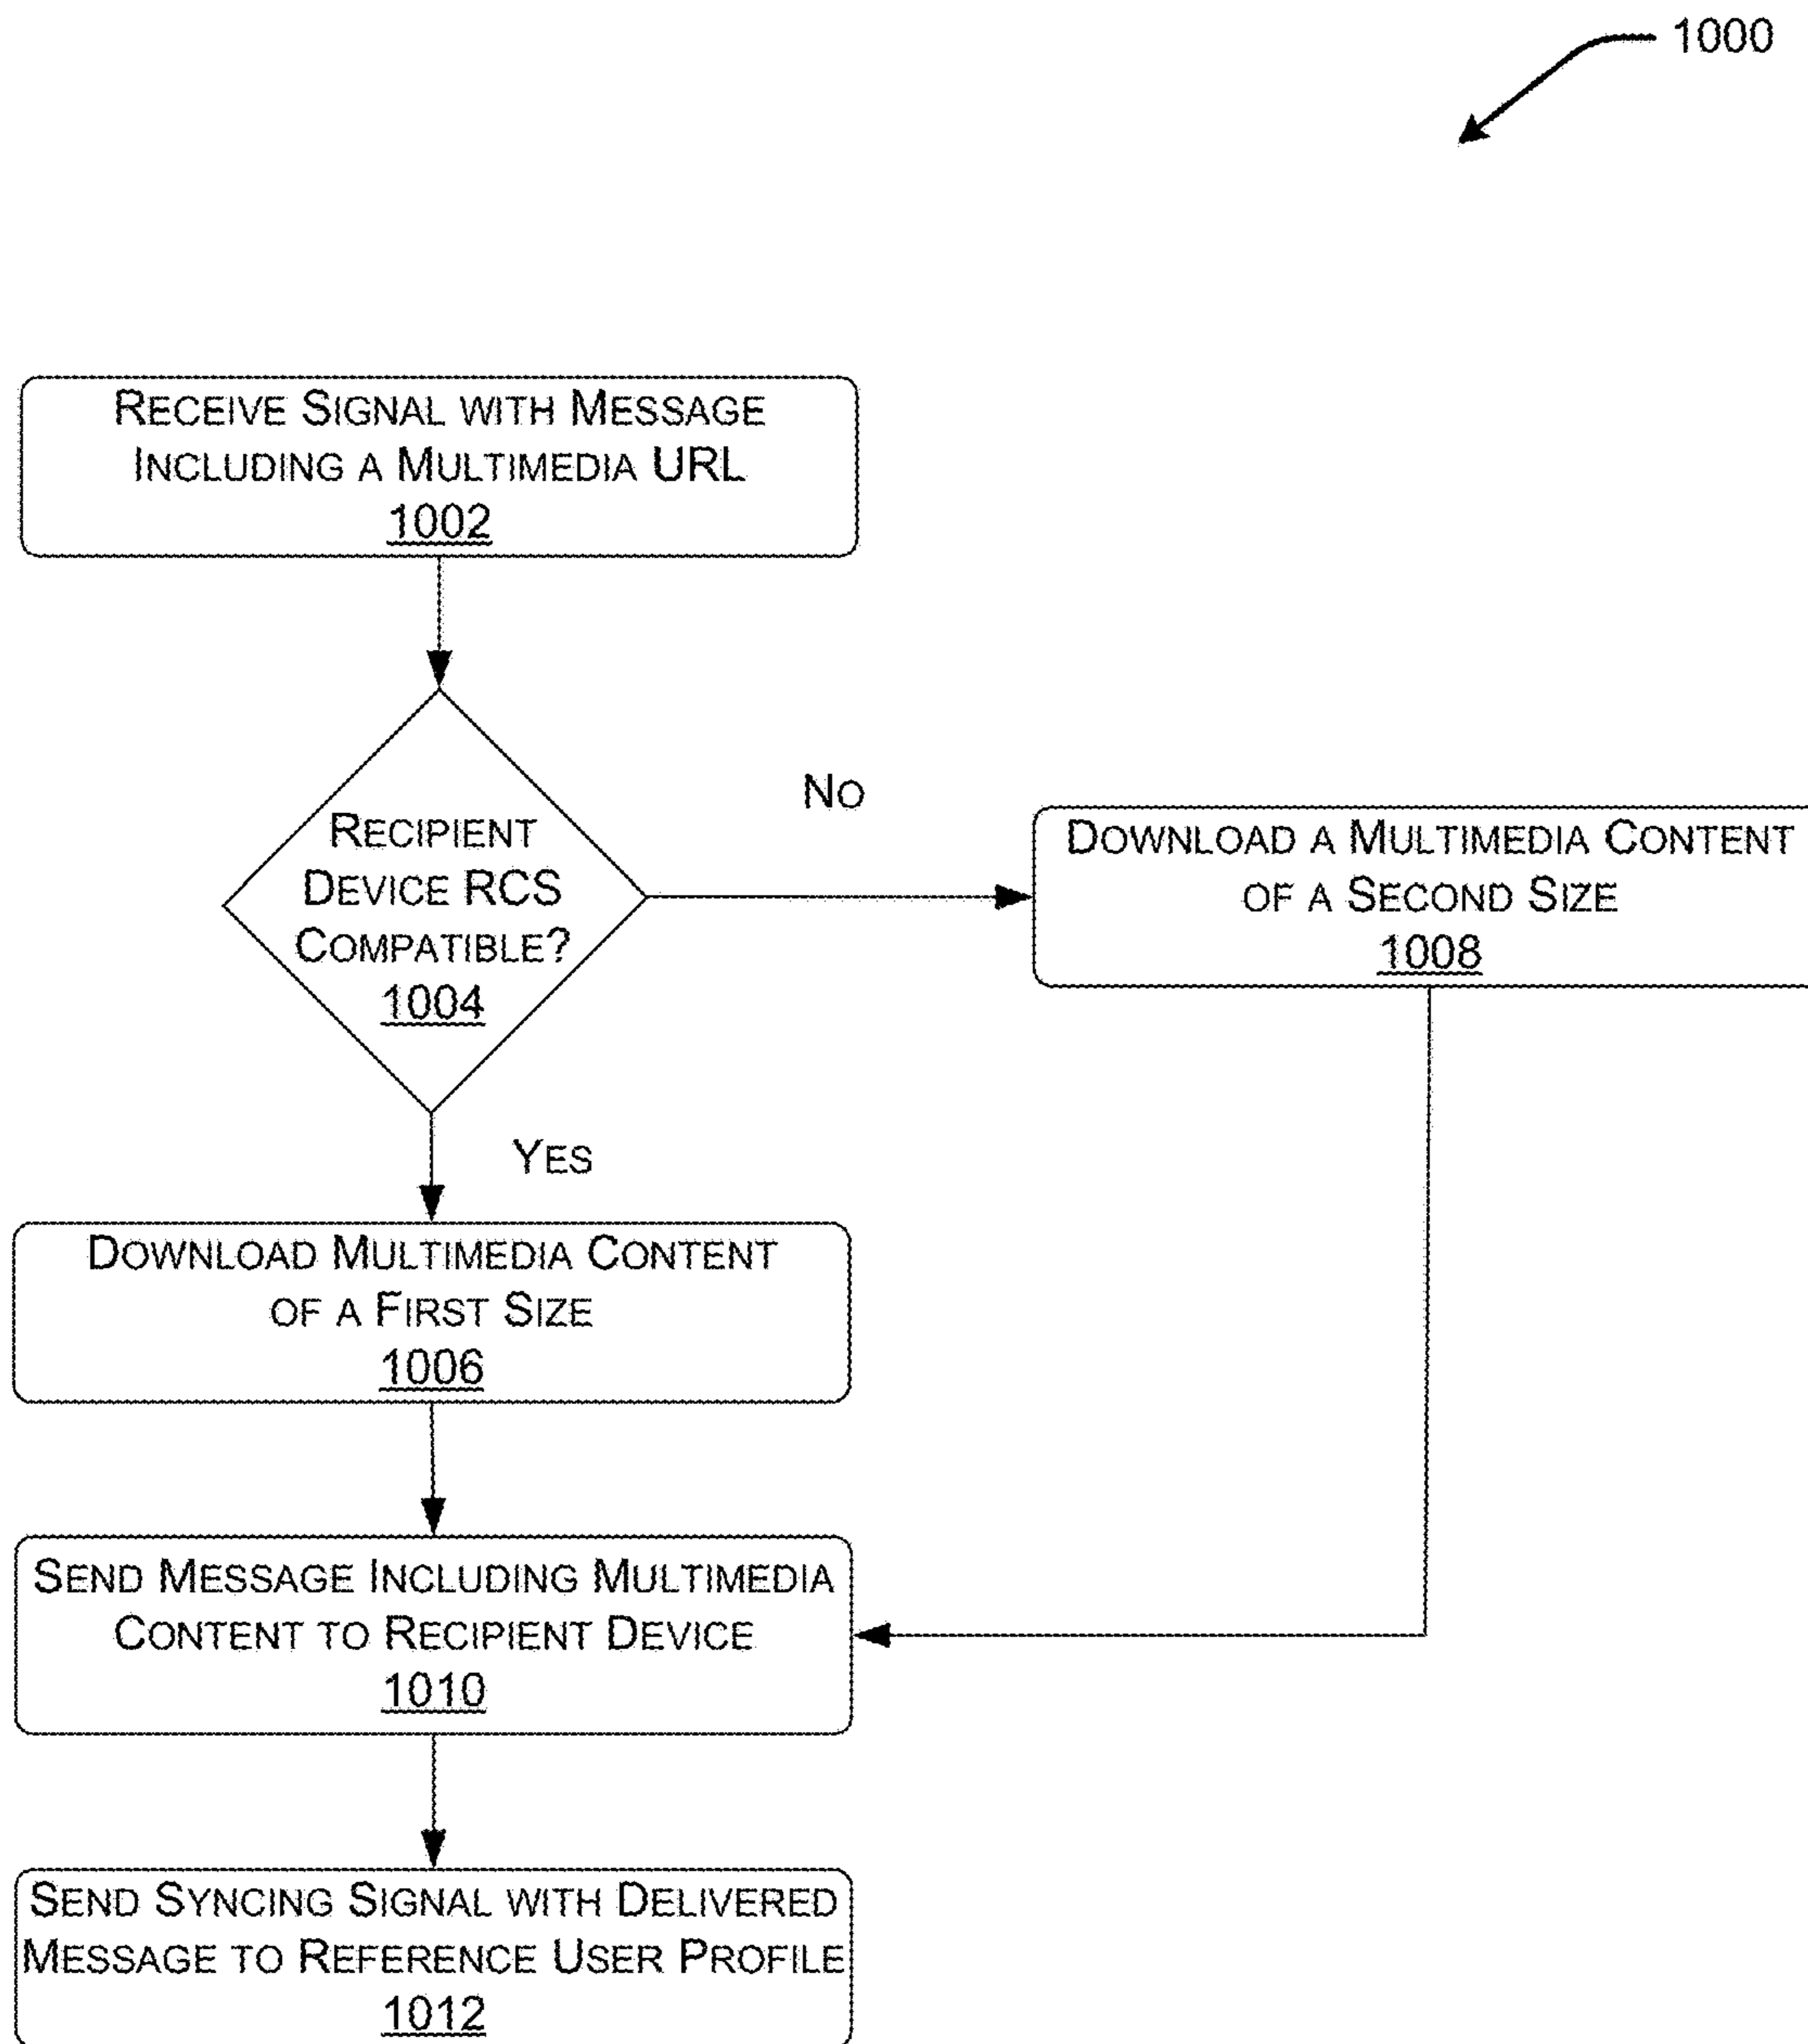 1000
RECEIVE SIGNAL WITH MESSAGE
INCLUDING A MULTIMEDIA URL
1002
RECIPIENT
DEVICE RCS
COMPATIBLE?
1004
NO
DOWNLOAD A MULTIMEDIA CONTENT
OF A SECOND SIZE
1008
YES
DOWNLOAD MULTIMEDIA CONTENT
OF A FIRST SIZE
1006
SEND MESSAGE INCLUDING MULTIMEDIA
CONTENT TO RECIPIENT DEVICE
1010
SEND SYNCING SIGNAL WITH DELIVERED
MESSAGE TO REFERENCE USER PROFILE
1012